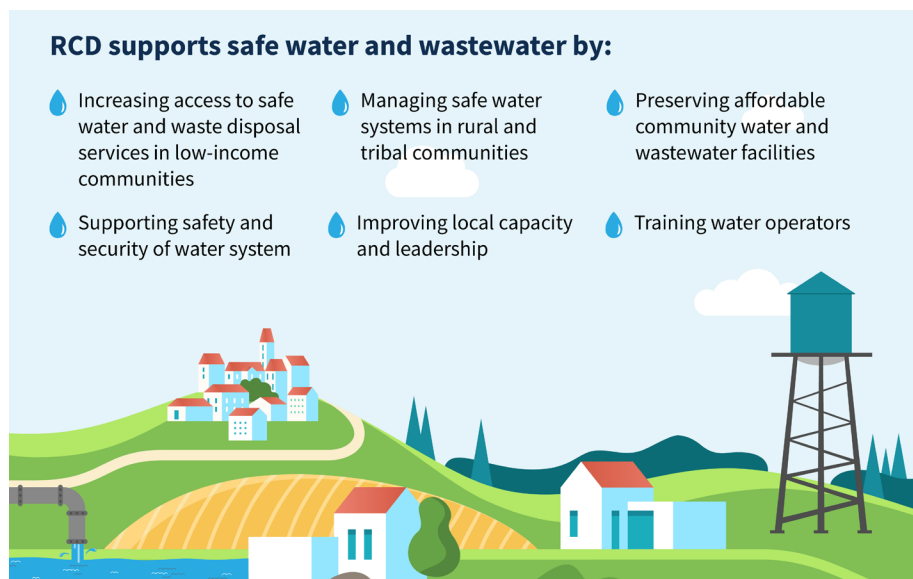 RCD supports safe water and wastewater by:
Increasing access to safe
water and waste disposal
services in low-income
communities
Managing safe water
systems in rural and
tribal communities
Preserving affordable
community water and
wastewater facilities
Supporting safety and
security of water system
Improving local capacity
and leadership
Training water operators